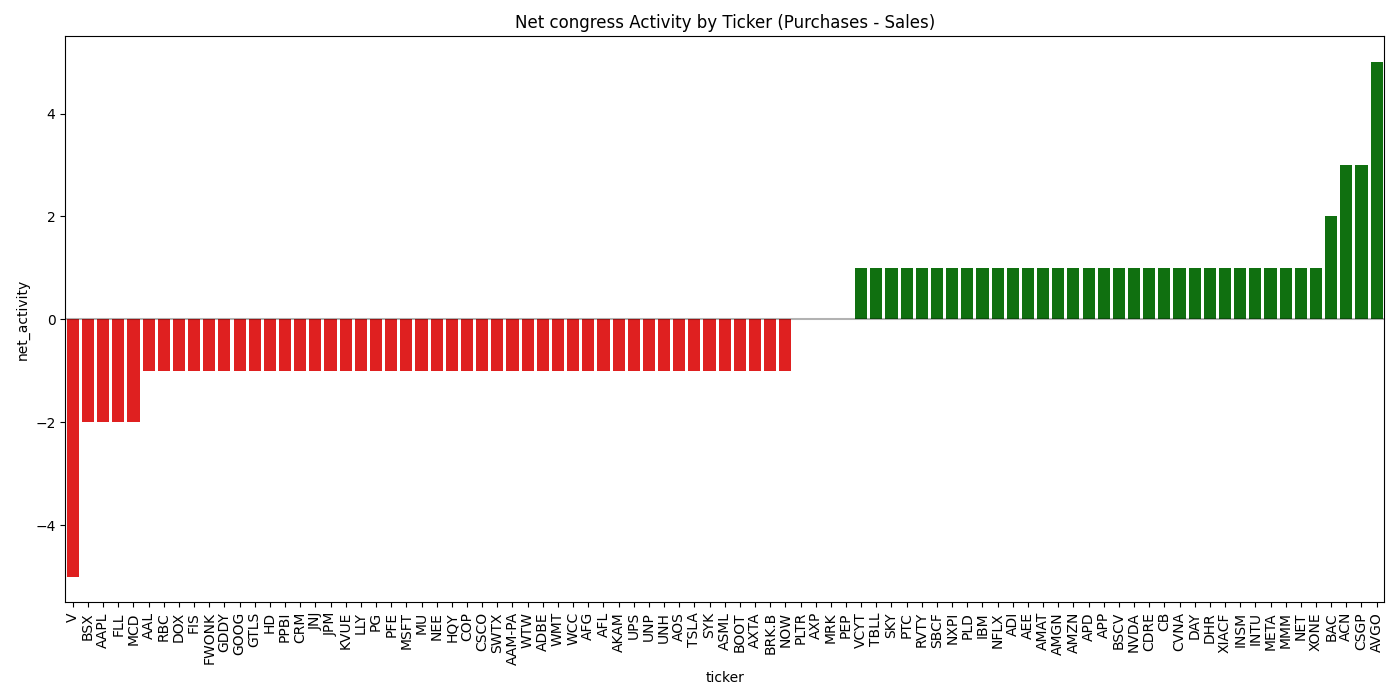 Net congress Activity by Ticker (Purchases - Sales)
net_activity
4
2
0
−2
−4
V
BSX
AAPL
FLL
MCD
AAL
RBC
DOX
FIS
FWONK
GDDY
GOOG
GTLS
HD
PPBI
CRM
JNJ
JPM
KVUE
LLY
PG
PFE
MSFT
MU
NEE
HQY
COP
CSCO
SWTX
AAM-PA
WTW
ADBE
WMT
WCC
AFG
AFL
AKAM
UPS
UNP
UNH
AOS
TSLA
SYK
ASML
BOOT
AXTA
BRK.B
NOW
PLTR
AXP
MRK
PEP
VCYT
TBLL
SKY
PTC
RVTY
SBCF
NXPI
PLD
IBM
NFLX
ADI
AEE
AMAT
AMGN
AMZN
APD
APP
BSCV
NVDA
CDRE
CB
CVNA
DAY
DHR
XIACF
INSM
INTU
META
MMM
NET
XONE
BAC
ACN
CSGP
AVGO
ticker